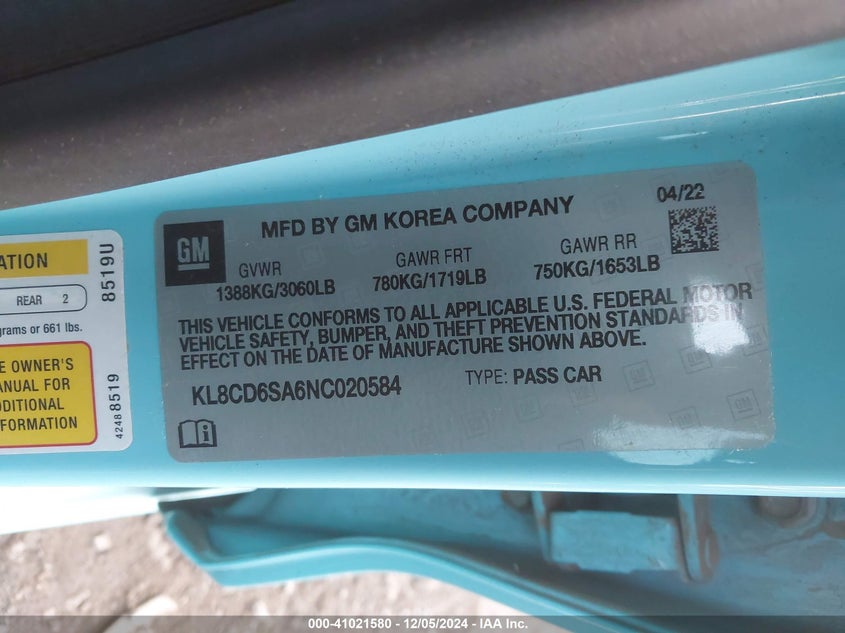 MFD BY GM KOREA COMPANY
04/22
GM
GVWR
GAWR FRT
GAWR RR
1388KG/3060LB
780KG/1719LB
750KG/1653LB
THIS VEHICLE CONFORMS TO ALL APPLICABLE U.S. FEDERAL MOTOR
VEHICLE SAFETY, BUMPER, AND THEFT PREVENTION STANDARDS IN
EFFECT ON THE DATE OF MANUFACTURE SHOWN ABOVE.
KL8CD6SA6NC020584
TYPE: PASS CAR
ATION
REAR 2
grams or 661 lbs.
E OWNER'S
ANUAL FOR
DDITIONAL
FORMATION
8519U
42488519
000-41021580 - 12/05/2024 - IAA Inc.